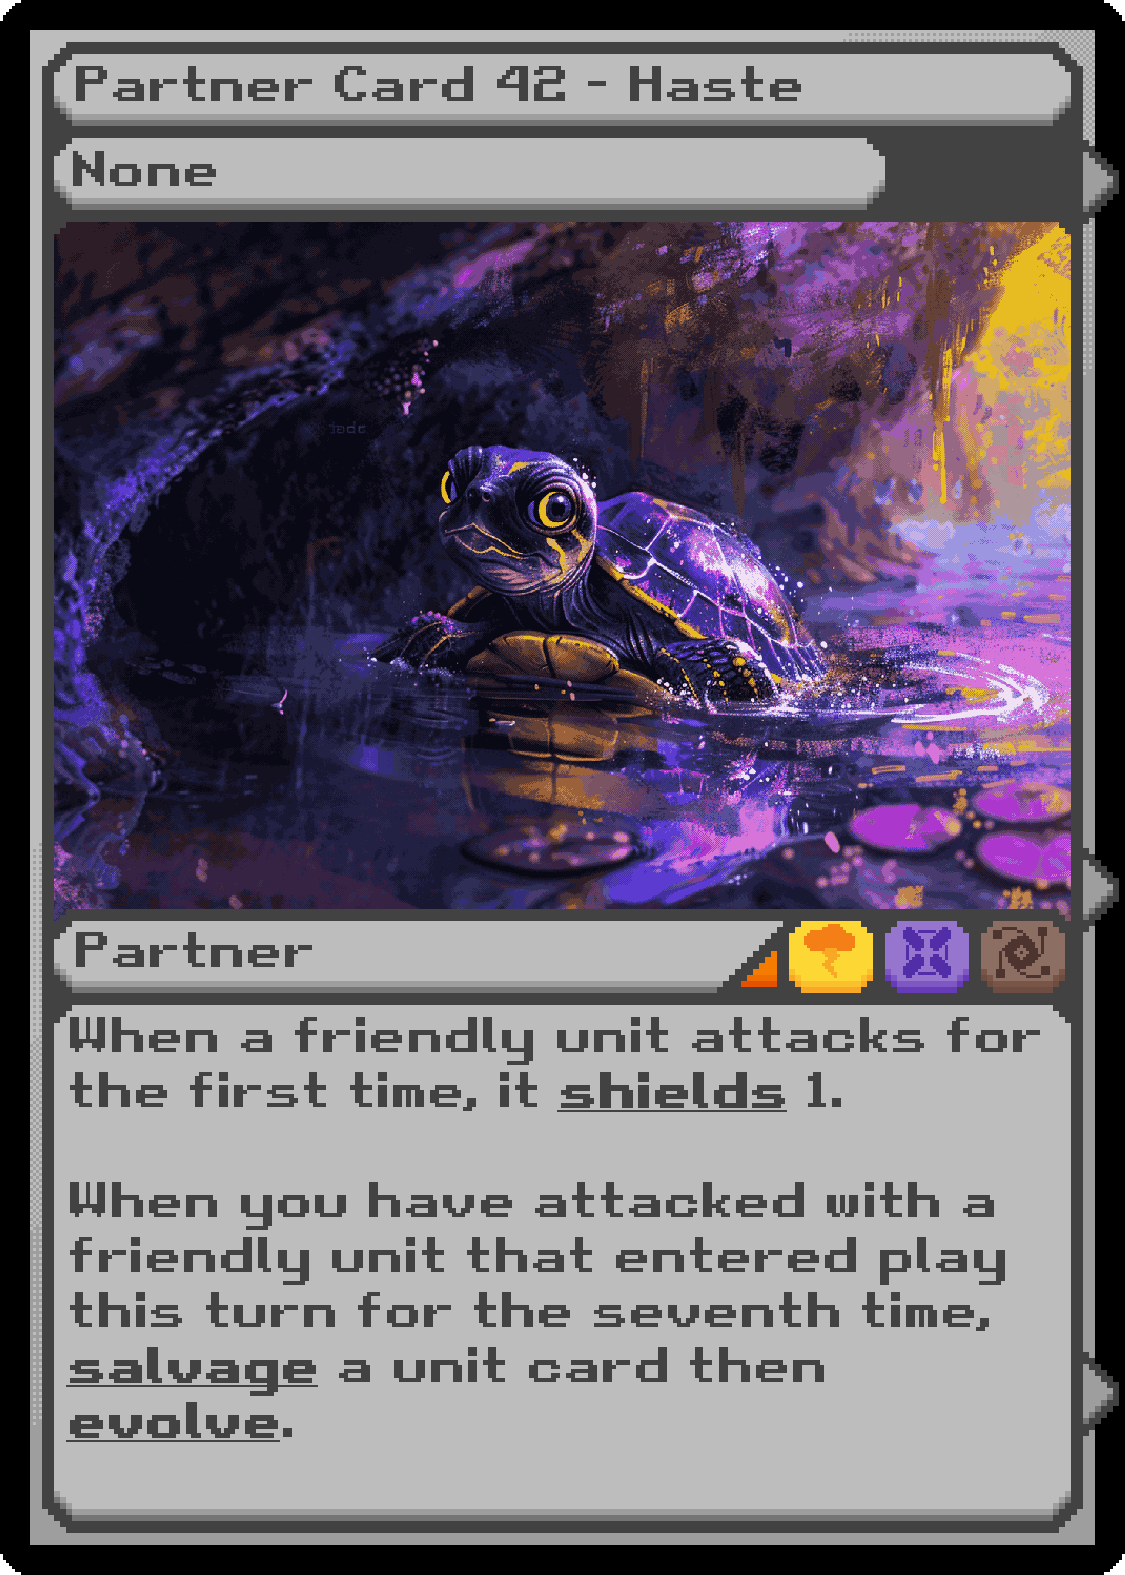 Partner Card 42 - Haste
None
Partner
When a friendly unit attacks for
the first time, it shields 1.
When you have attacked with a
friendly unit that entered play
this turn for the seventh time,
salvage a unit card then
evolve.